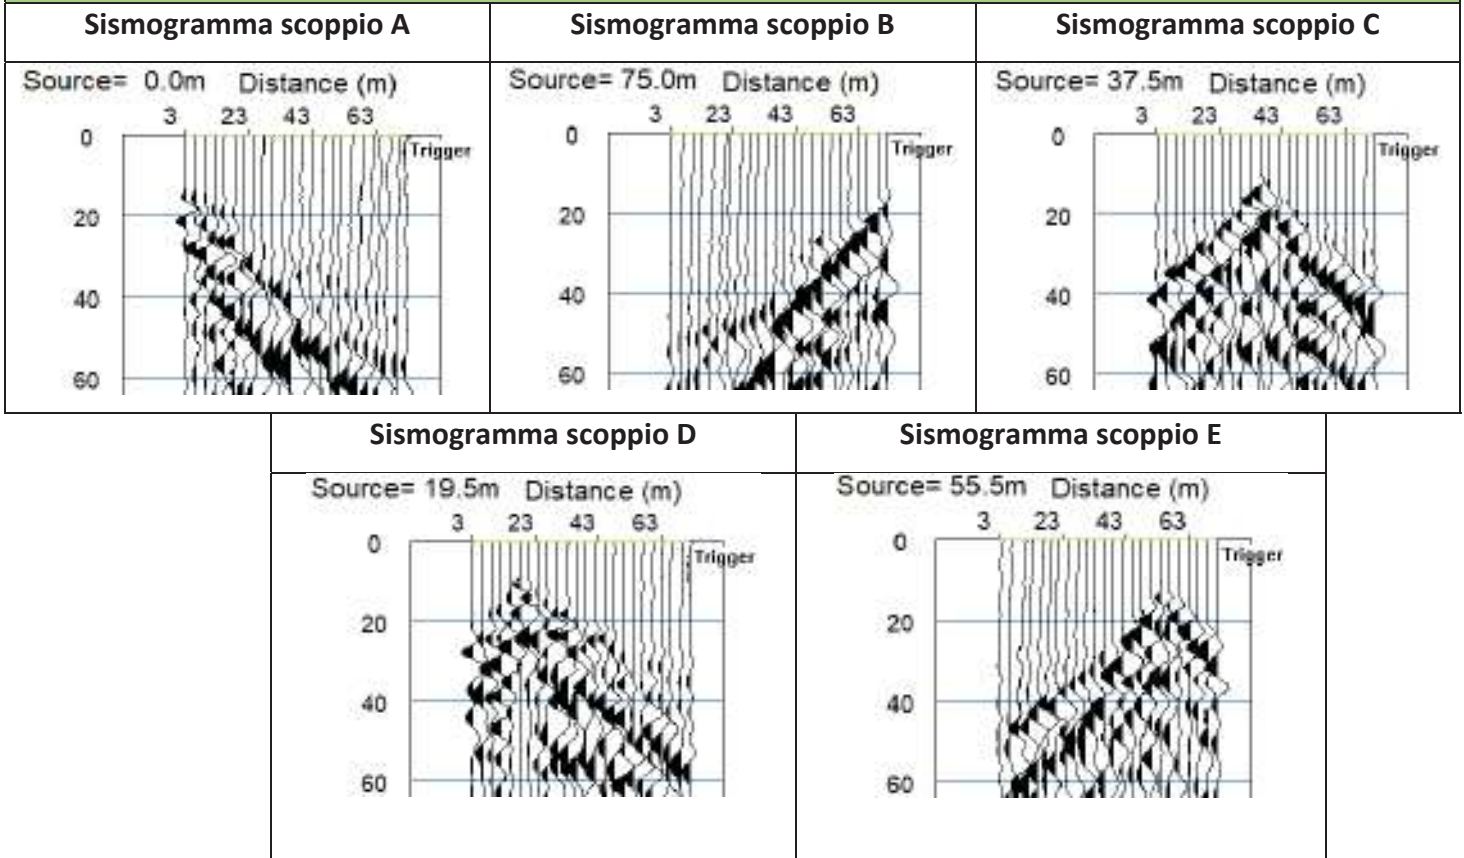 Sismogramma scoppio A
Sismogramma scoppio B
Sismogramma scoppio C
Source= 0.0m Distance (m)
3 23 43 63
0
Trigger
20
40
60
Source= 75.0m Distance (m)
3 23 43 63
0
Trigger
20
40
60
Source= 37.5m Distance (m)
3 23 43 63
0
Trigger
20
40
60
Sismogramma scoppio D
Sismogramma scoppio E
Source= 19.5m Distance (m)
3 23 43 63
0
Trigger
20
40
60
Source= 55.5m Distance (m)
3 23 43 63
0
Trigger
20
40
60